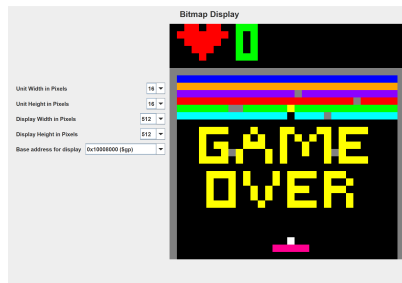 Bitmap Display
0
Unit Width in Pixels 16
Unit Height in Pixels 16
Display Width in Pixels 512
Display Height in Pixels 512
Base address for display 0x10008000 ($gp)
GAME
OVER